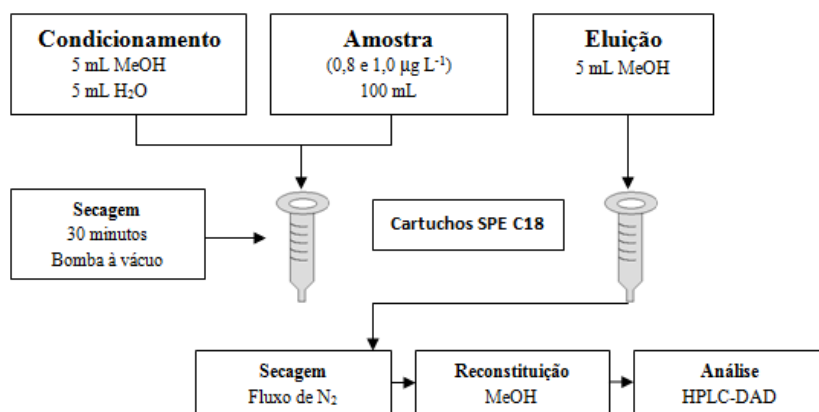 Condicionamento
5 mL MeOH
5 mL H₂O
Amostra
(0,8 e 1,0 µg L⁻¹)
100 mL
Eluição
5 mL MeOH
Secagem
30 minutos
Bomba à vácuo
Cartuchos SPE C18
Secagem
Fluxo de N₂
Reconstituição
MeOH
Análise
HPLC-DAD